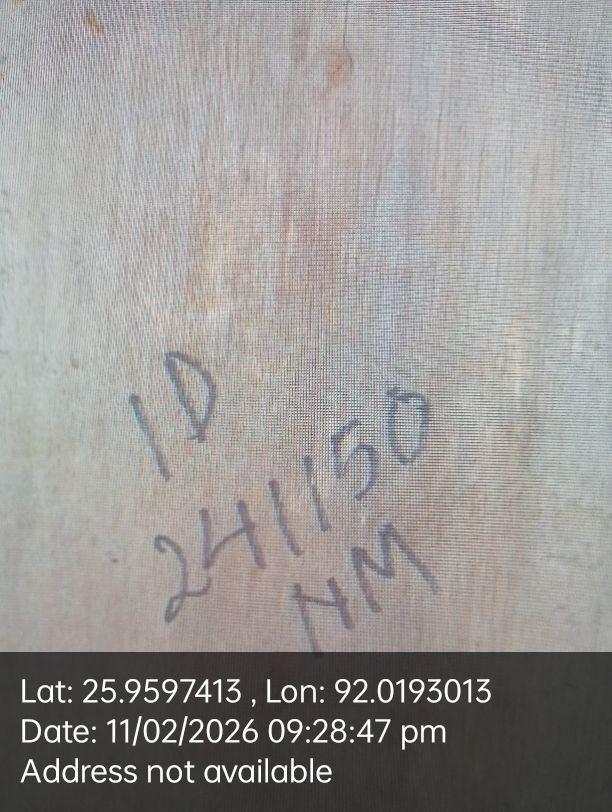 ID
241150
NM
Lat: 25.9597413 , Lon: 92.0193013
Date: 11/02/2026 09:28:47 pm
Address not available